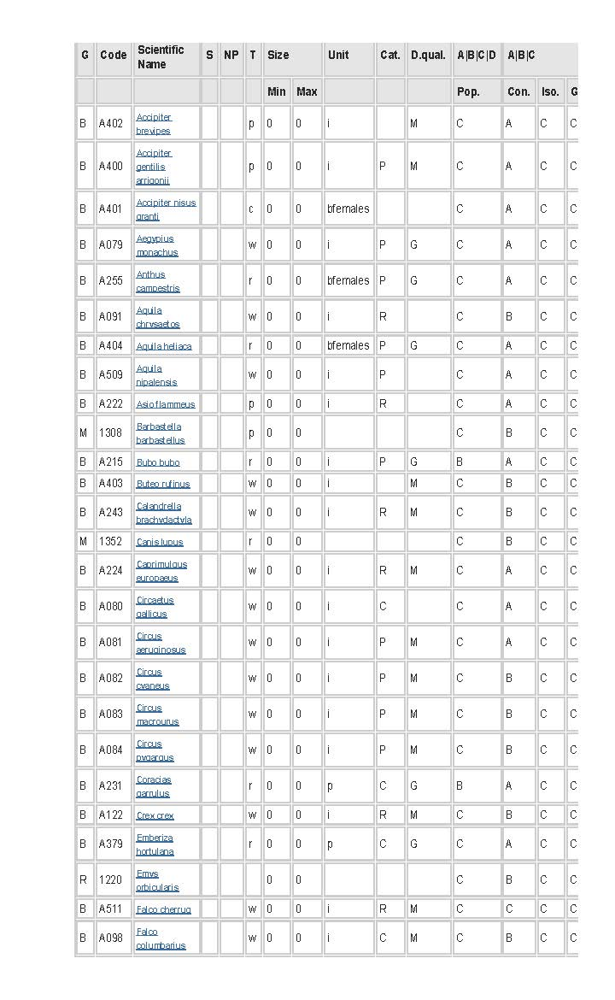 G Code Scientific Name S NP T Size Unit Cat. D.qual. A|B|C|D A|B|C
Min Max Pop. Con. Iso. G
B A402 Accipiter brevipes p 0 0 i M C A C C
B A400 Accipiter gentilis arrigonii p 0 0 i P M C A C C
B A401 Accipiter nisus granti c 0 0 bfemales C A C C
B A079 Aegypius monachus w 0 0 i P G C A C C
B A255 Anthus campestris r 0 0 bfemales P G C A C C
B A091 Aquila chrysaetos w 0 0 i R C B C C
B A404 Aquila heliaca r 0 0 bfemales P G C A C C
B A509 Aquila nipalensis w 0 0 i P C A C C
B A222 Asio flammeus p 0 0 i R C A C C
M 1308 Barbastella barbastellus p 0 0 C B C C
B A215 Bubo bubo r 0 0 i P G B A C C
B A403 Buteo rufinus w 0 0 i M C B C C
B A243 Calandrella brachydactyla w 0 0 i R M C B C C
M 1352 Canis lupus r 0 0 C B C C
B A224 Caprimulgus europaeus w 0 0 i R M C A C C
B A080 Circaetus gallicus w 0 0 i C C A C C
B A081 Circus aeruginosus w 0 0 i P M C A C C
B A082 Circus cyaneus w 0 0 i P M C B C C
B A083 Circus macrourus w 0 0 i P M C B C C
B A084 Circus pygargus w 0 0 i P M C B C C
B A231 Coracias garrulus r 0 0 p C G B A C C
B A122 Crex crex w 0 0 i R M C B C C
B A379 Emberiza hortulana r 0 0 p C G C A C C
R 1220 Emys orbicularis 0 0 C B C C
B A511 Falco cherrug w 0 0 i R M C C C C
B A098 Falco columbarius w 0 0 i C M C B C C